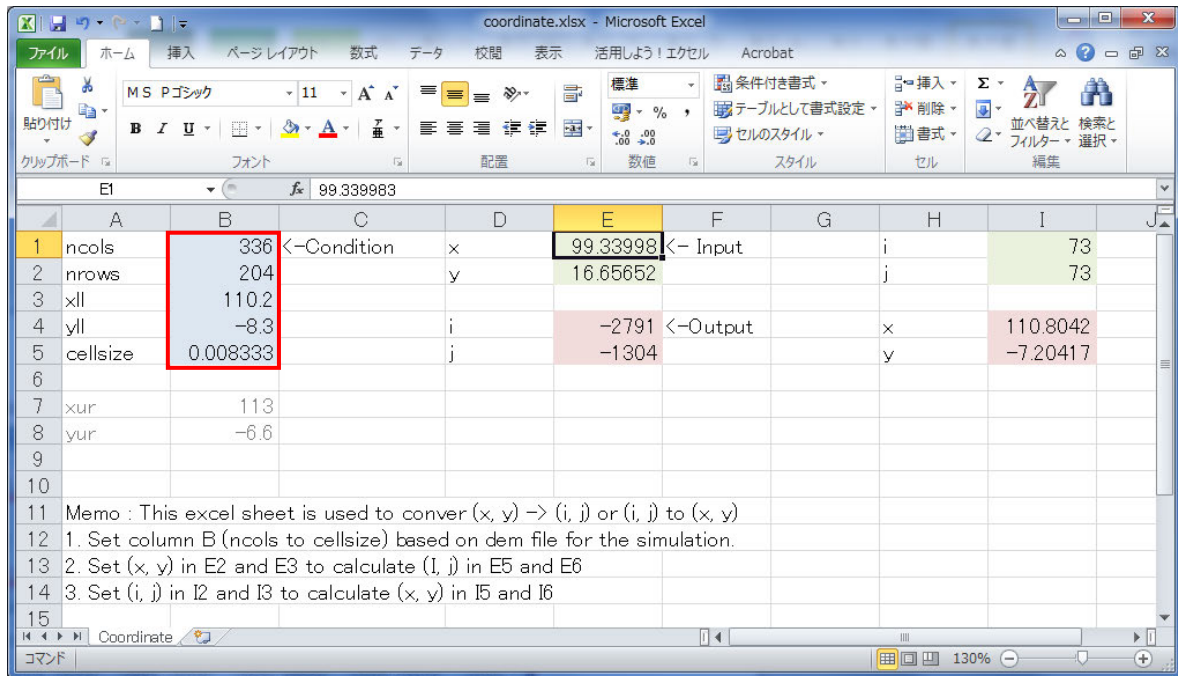 coordinate.xlsx - Microsoft Excel
ファイル ホーム 挿入 ページ レイアウト 数式 データ 校閲 表示 活用しよう！エクセル Acrobat
MS Pゴシック 11 標準 条件付き書式 挿入 Σ
貼り付け B I U A テーブルとして書式設定 削除 並べ替えと フィルター 検索と 選択
セルのスタイル 書式
クリップボード フォント 配置 数値 スタイル セル 編集
E1 fx 99.339983
A B C D E F G H I J
1 ncols 336 <-Condition x 99.33998 <- Input i 73
2 nrows 204 y 16.65652 j 73
3 xll 110.2
4 yll -8.3 i -2791 <-Output x 110.8042
5 cellsize 0.008333 j -1304 y -7.20417
6
7 xur 113
8 yur -6.6
9
10
11 Memo : This excel sheet is used to conver (x, y) -> (i, j) or (i, j) to (x, y)
12 1. Set column B (ncols to cellsize) based on dem file for the simulation.
13 2. Set (x, y) in E2 and E3 to calculate (I, j) in E5 and E6
14 3. Set (i, j) in I2 and I3 to calculate (x, y) in I5 and I6
15
Coordinate
コマンド 130%